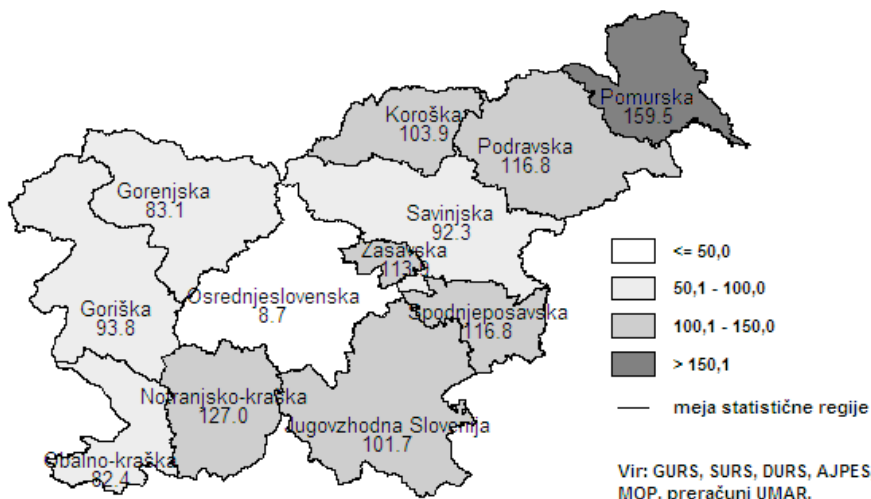 Pomurska
159.5
Koroška
103.9
Podravska
116.8
Gorenjska
83.1
Savinjska
92.3
Zasavska
Osrednjeslovenska
8.7
Goriška
93.8
Spodnjeposavska
116.8
Notranjsko-kraška
127.0
Jugovzhodna Slovenija
101.7
Obalno-kraška
82.4
<= 50,0
50,1 - 100,0
100,1 - 150,0
> 150,1
meja statistične regije
Vir: GURS, SURS, DURS, AJPES
MOP, preračuni UMAR.